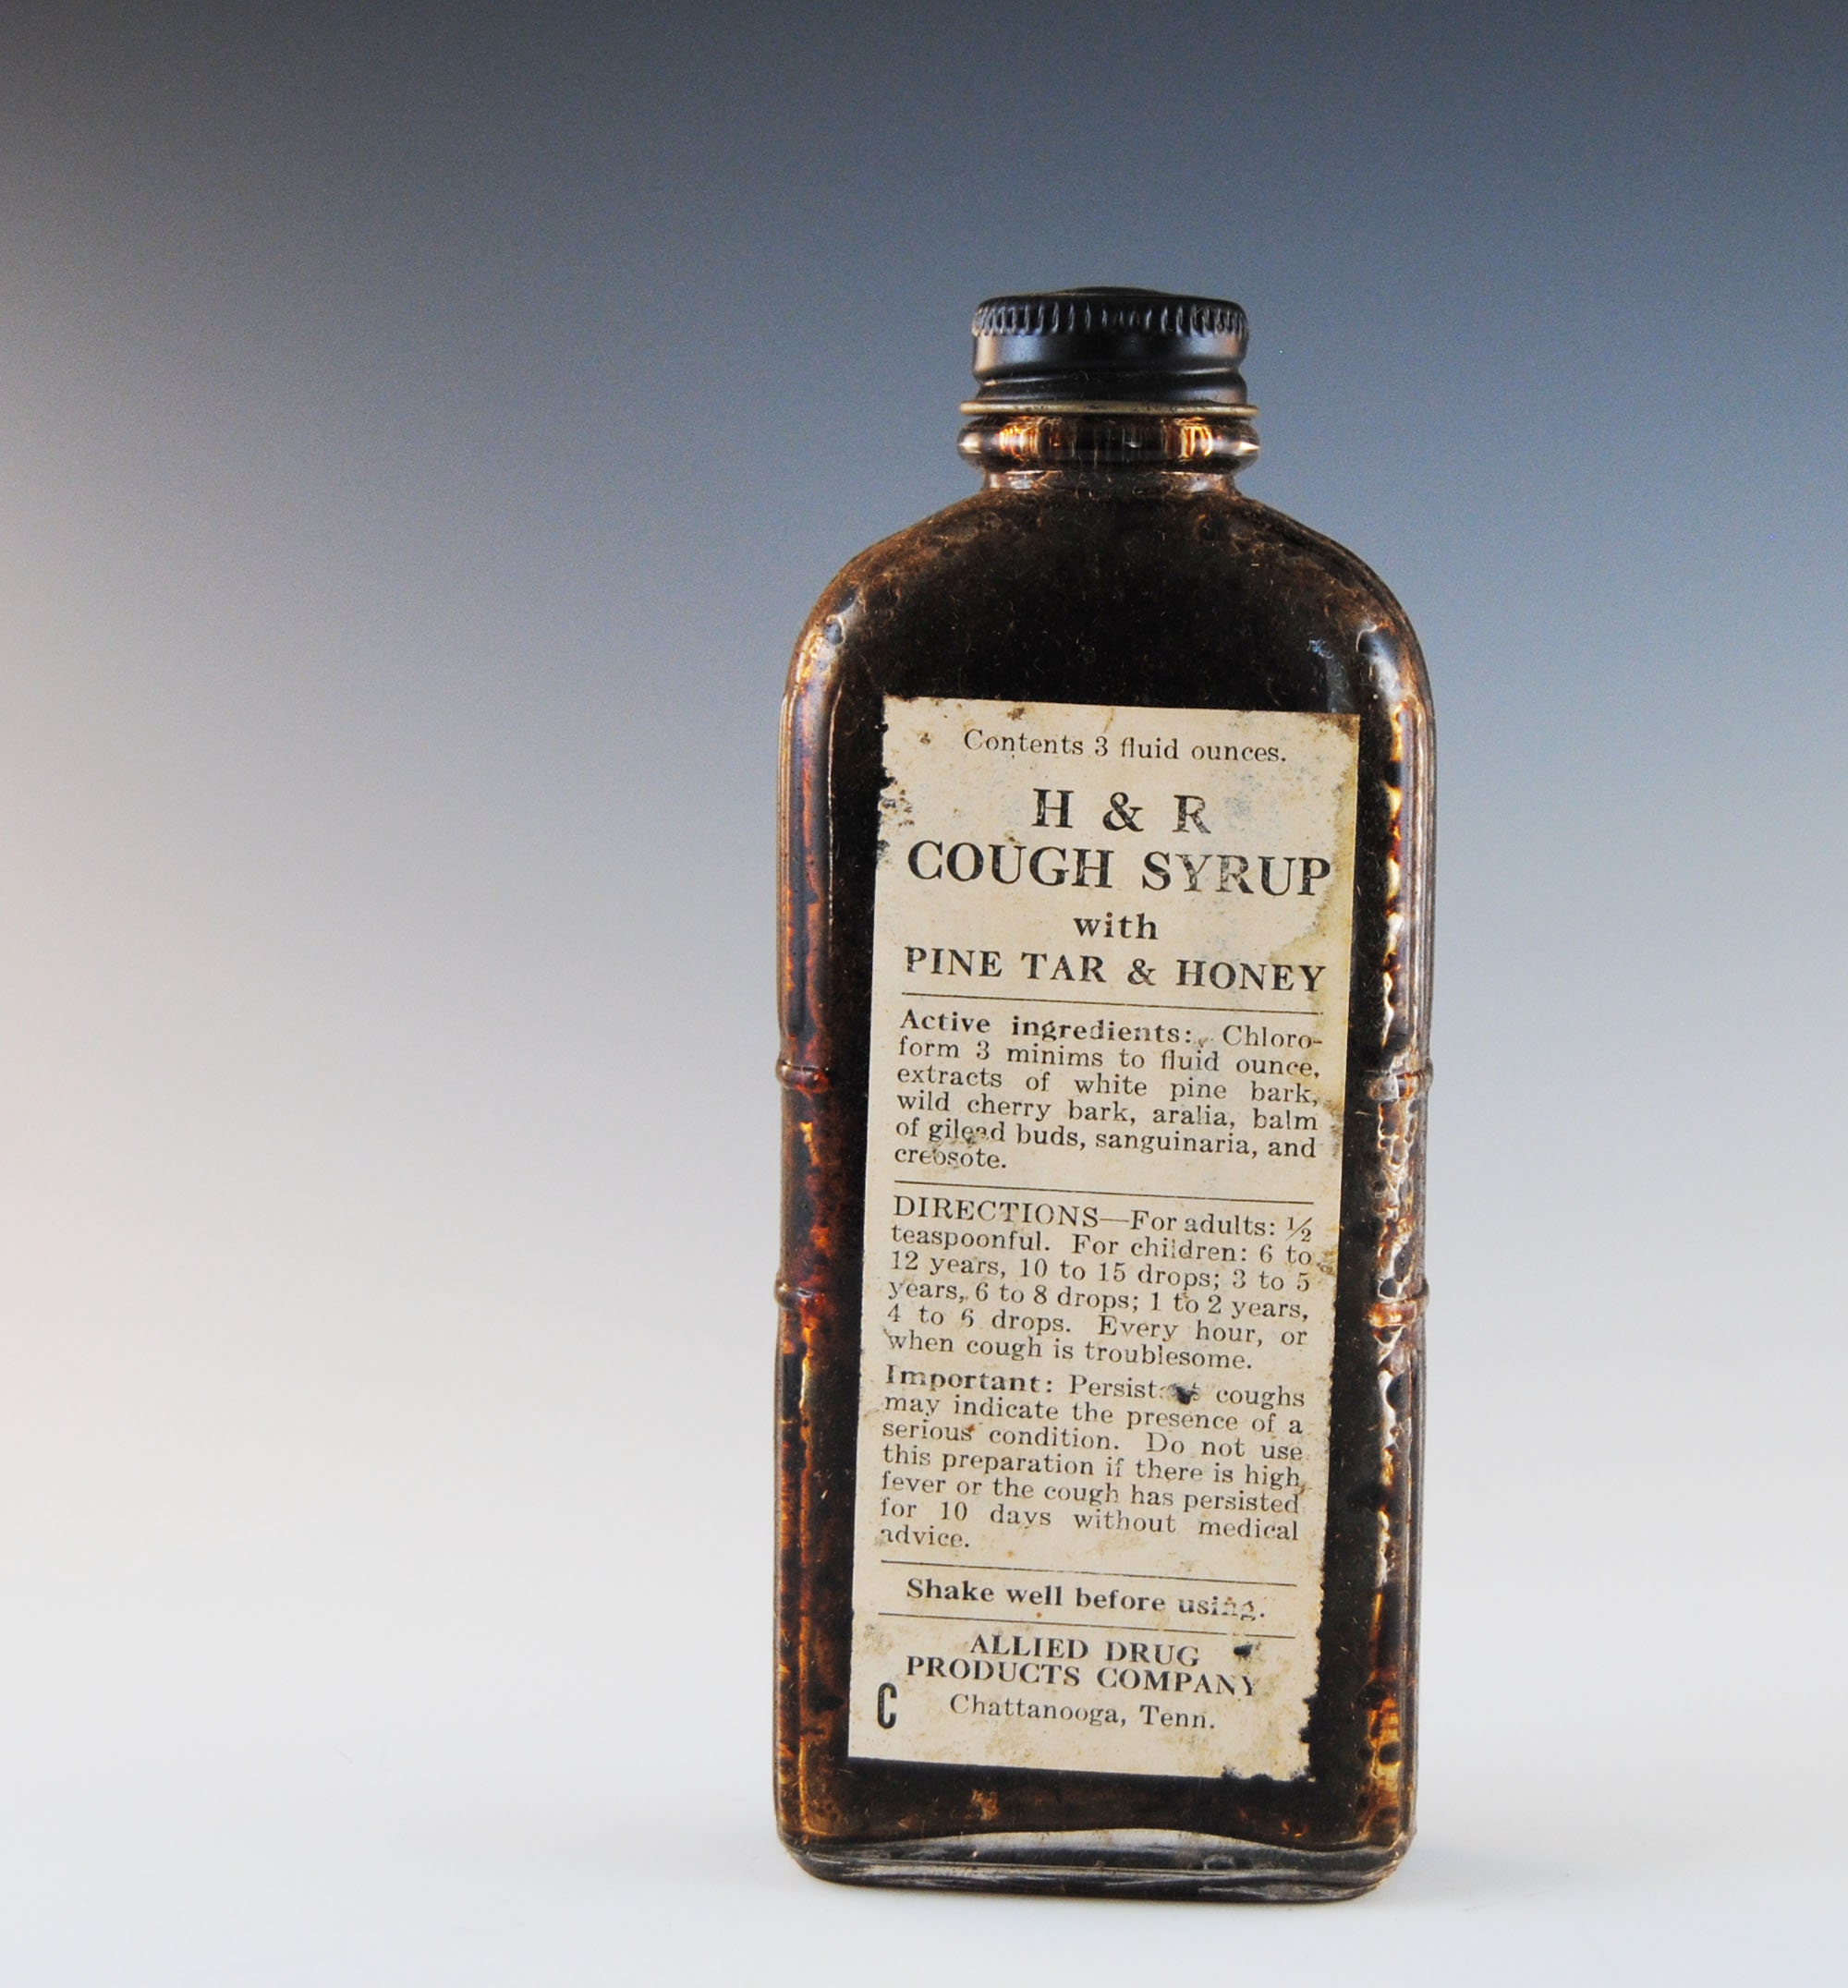 Contents 3 fluid ounces.
H & R
COUGH SYRUP
with
PINE TAR & HONEY
Active ingredients: Chloro-
form 3 minims to fluid ounce,
extracts of white pine bark,
wild cherry bark, aralia, balm
of gilead buds, sanguinaria, and
creosote.
DIRECTIONS—For adults: ½
teaspoonful. For children: 6 to
12 years, 10 to 15 drops; 3 to 5
years, 6 to 8 drops; 1 to 2 years,
4 to 6 drops. Every hour, or
when cough is troublesome.
Important: coughs
may indicate the presence of a
serious condition. Do not use
this preparation if there is high
fever or the cough has persisted
for 10 days without medical
advice.
Shake well before using.
ALLIED DRUG
PRODUCTS COMPANY
C Chattanooga, Tenn.